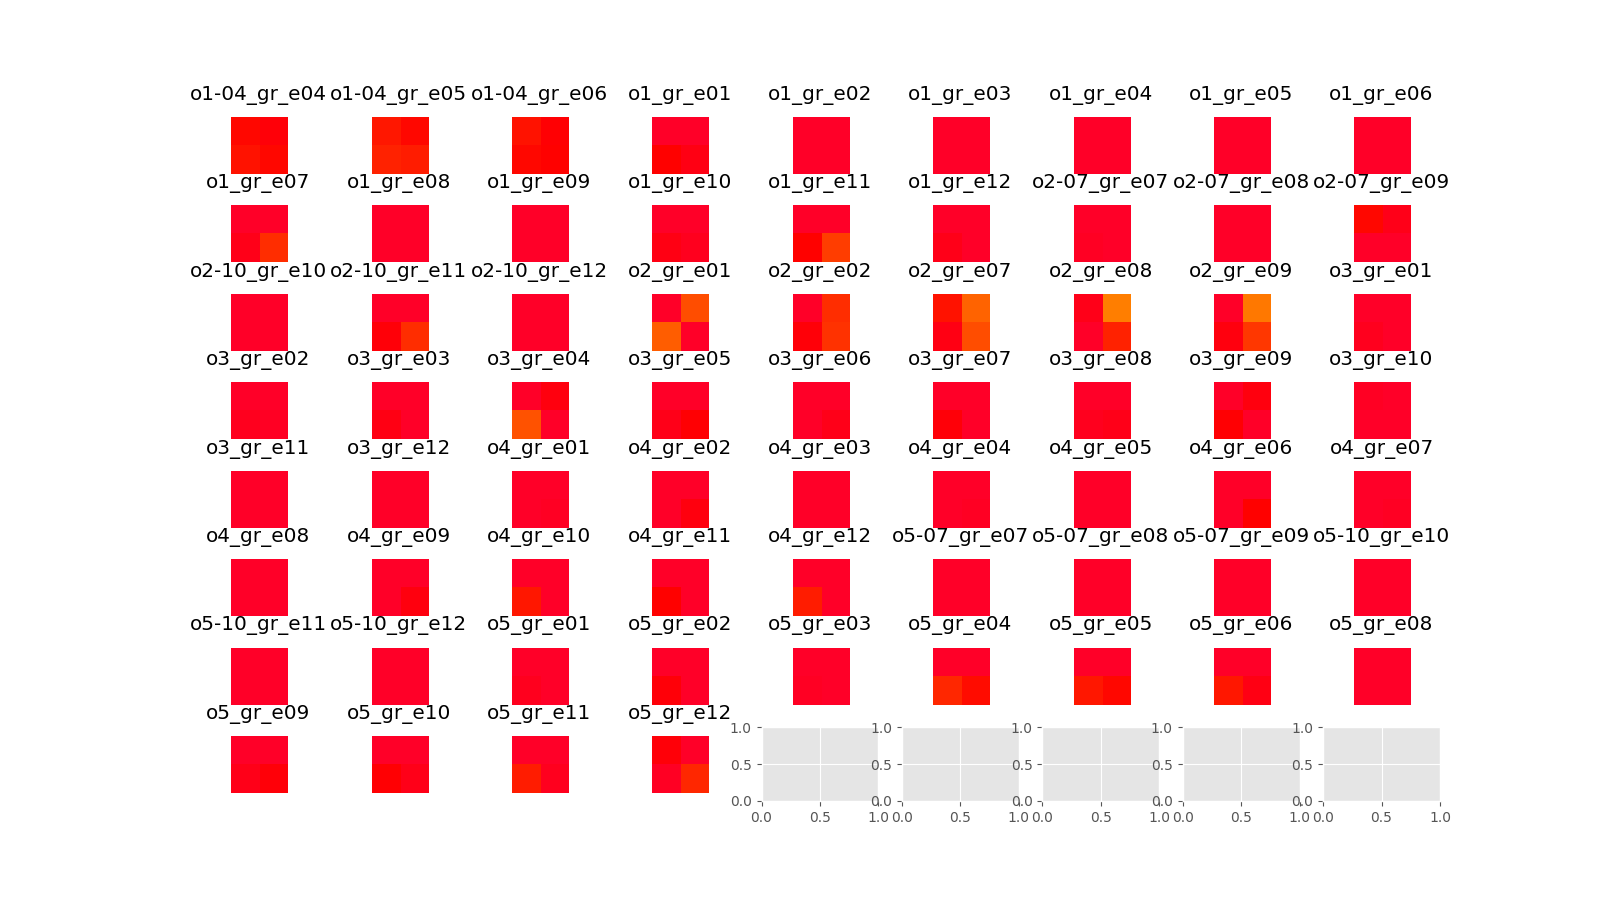 o1-04_gr_e04 o1-04_gr_e05 o1-04_gr_e06 o1_gr_e01 o1_gr_e02 o1_gr_e03 o1_gr_e04 o1_gr_e05 o1_gr_e06
o1_gr_e07 o1_gr_e08 o1_gr_e09 o1_gr_e10 o1_gr_e11 o1_gr_e12 o2-07_gr_e07 o2-07_gr_e08 o2-07_gr_e09
o2-10_gr_e10 o2-10_gr_e11 o2-10_gr_e12 o2_gr_e01 o2_gr_e02 o2_gr_e07 o2_gr_e08 o2_gr_e09 o3_gr_e01
o3_gr_e02 o3_gr_e03 o3_gr_e04 o3_gr_e05 o3_gr_e06 o3_gr_e07 o3_gr_e08 o3_gr_e09 o3_gr_e10
o3_gr_e11 o3_gr_e12 o4_gr_e01 o4_gr_e02 o4_gr_e03 o4_gr_e04 o4_gr_e05 o4_gr_e06 o4_gr_e07
o4_gr_e08 o4_gr_e09 o4_gr_e10 o4_gr_e11 o4_gr_e12 o5-07_gr_e07 o5-07_gr_e08 o5-07_gr_e09 o5-10_gr_e10
o5-10_gr_e11 o5-10_gr_e12 o5_gr_e01 o5_gr_e02 o5_gr_e03 o5_gr_e04 o5_gr_e05 o5_gr_e06 o5_gr_e08
o5_gr_e09 o5_gr_e10 o5_gr_e11 o5_gr_e12
1.0 1.0 1.0 1.0 1.0
0.5 0.5 0.5 0.5 0.5
0.0 0.0 0.0 0.0 0.0
0.0 0.5 1.0 0.0 0.5 1.0 0.0 0.5 1.0 0.0 0.5 1.0 0.0 0.5 1.0